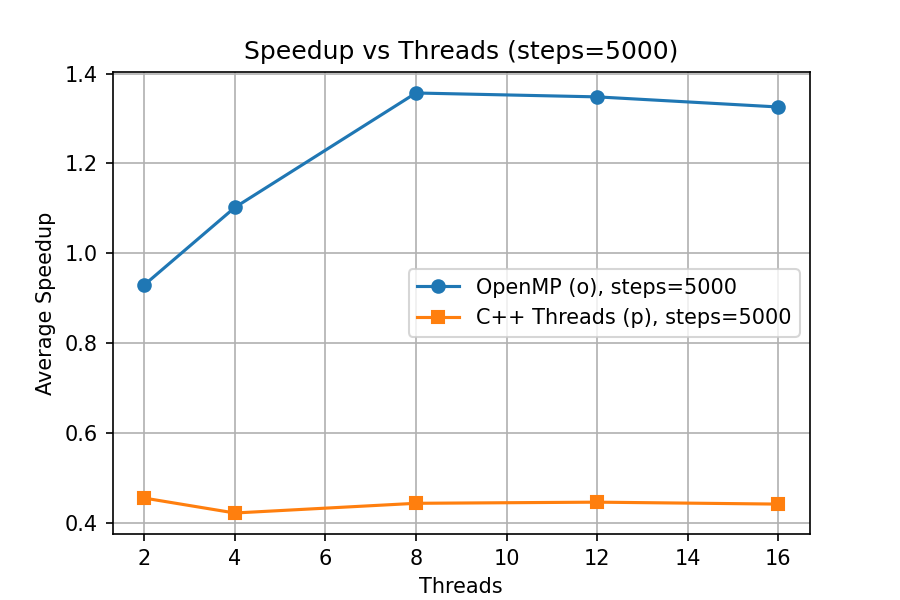 Speedup vs Threads (steps=5000)
1.4
1.2
1.0
0.8
0.6
0.4
Average Speedup
OpenMP (o), steps=5000
C++ Threads (p), steps=5000
2 4 6 8 10 12 14 16
Threads